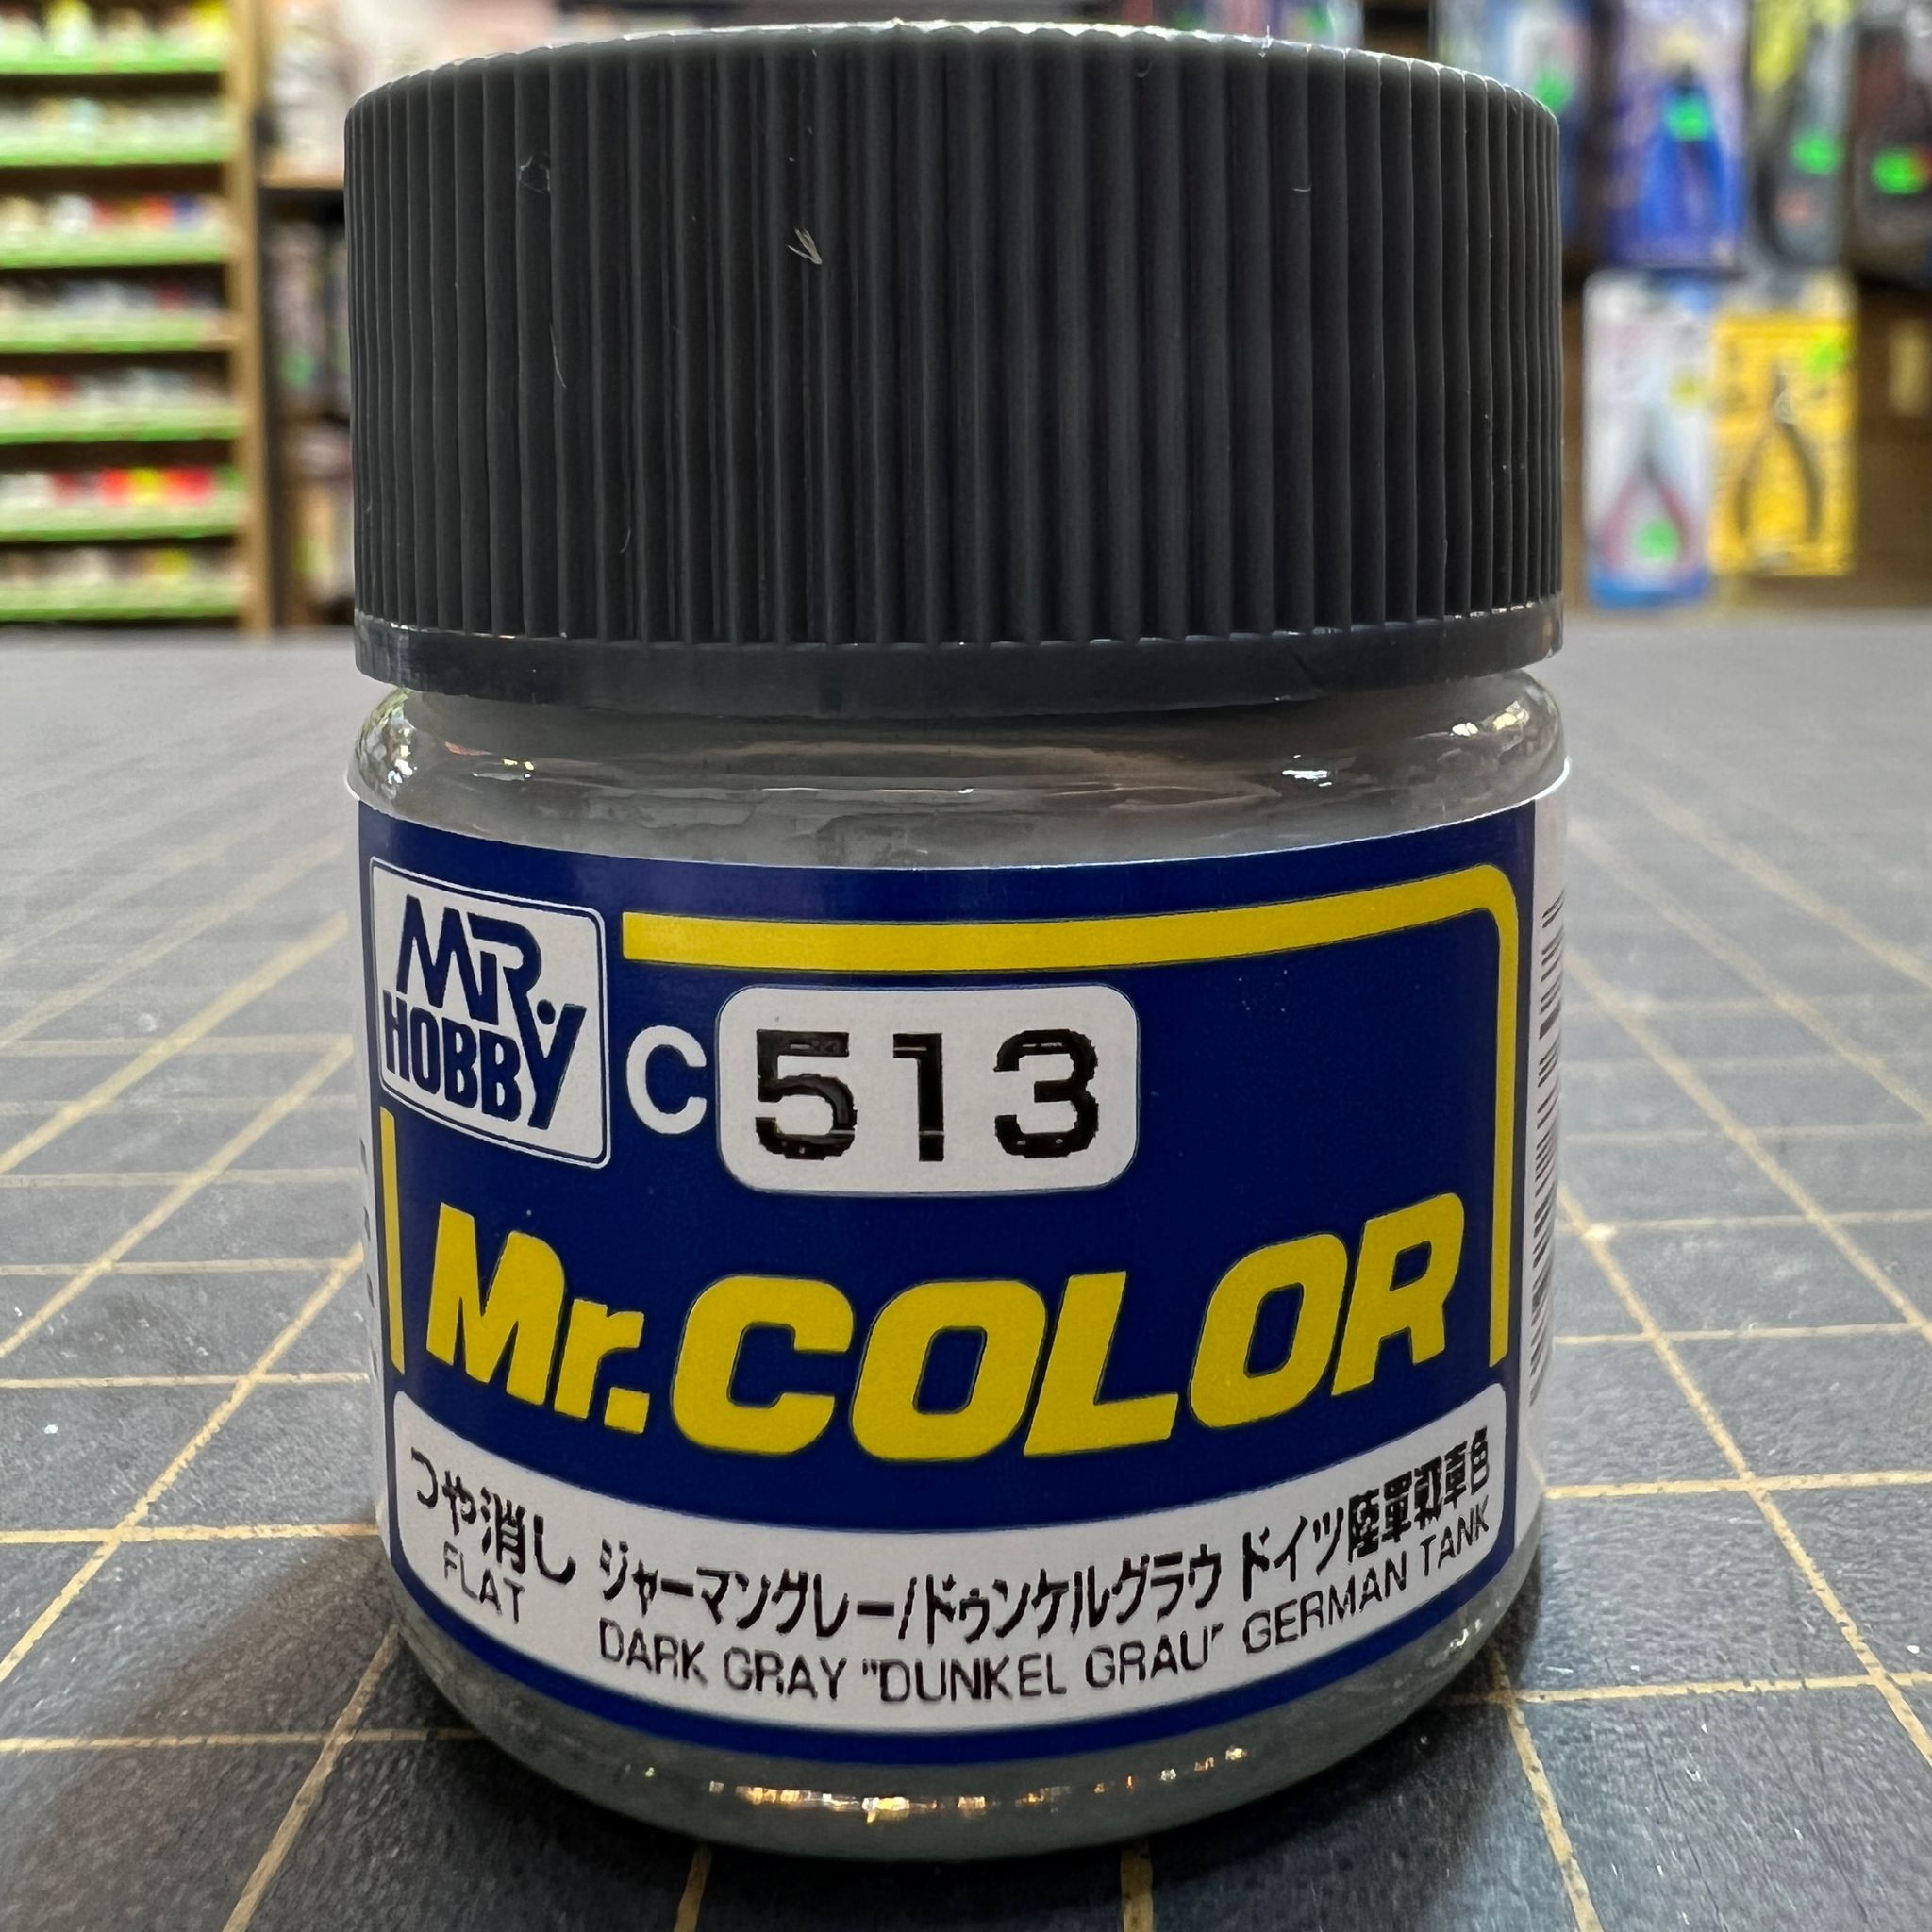 MR.
HOBBY
C 513
Mr.COLOR
つや消し ジャーマングレー/ドゥンケルグラウ ドイツ陸軍戦車色
FLAT DARK GRAY "DUNKEL GRAU" GERMAN TANK